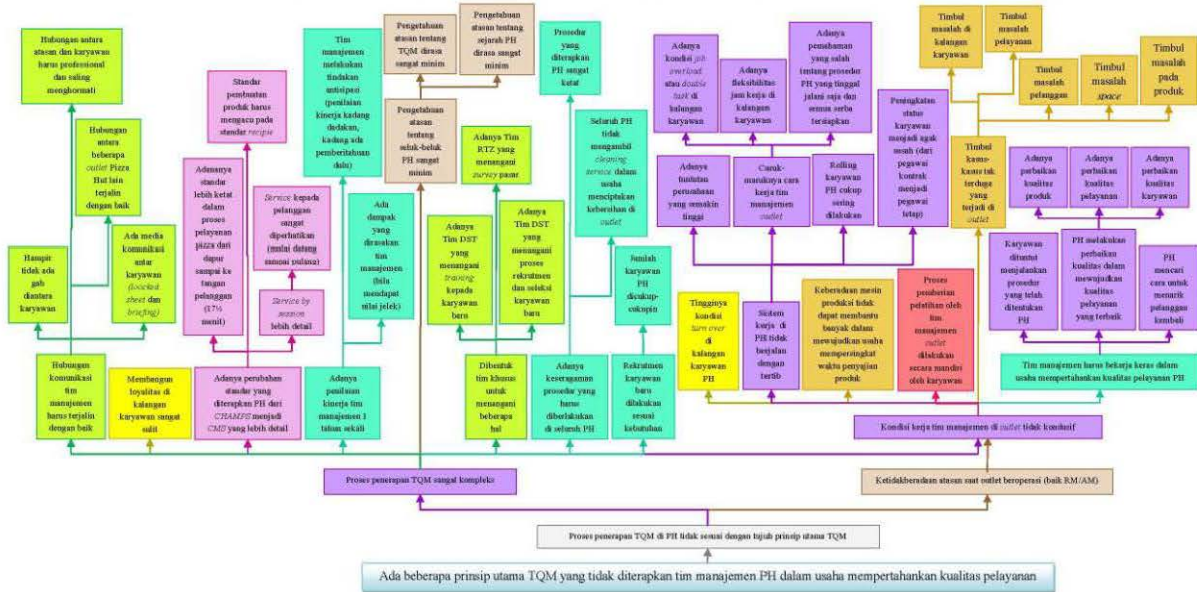 Hubungan antara
atasan dan karyawan
harus professional
dan saling
menghormati
Hubungan
antara
beberapa
outlet Pizza
Hut lain
terjalin
dengan baik
Hampir tidak ada
gab diantara
karyawan
Ada media
komunikasi
antar
karyawan
(loocked
sheet dan
briefing)
Hubungan
komunikasi
tim
manajemen
harus terjalin
dengan baik
Membangun
loyalitas di
kalangan
karyawan sangat
sulit
Standar
pembuatan
produk harus
mengacu pada
standar recipie
Adananya
standar
lebih ketat
dalam
proses
pelayanan
pizza dari
dapur
sampai ke
tangan
pelanggan
(17½
menit)
Service kepada
pelanggan
sangat
diperhatikan
(mulai datang
sampai pulang)
Service by
session
lebih detail
Adanya perubahan
standar yang
diterapkan PH dari
CHAMPS menjadi
CMS yang lebih detail
Tim
manajemen
melakukan
tindakan
antisipasi
(penilaian
kinerja kadang
dadakan,
kadang ada
pemberitahuan
dulu)
Ada
dampak
yang
dirasakan
tim
manajemen
(bila
mendapat
nilai jelek)
Adanya
penilaian
kinerja tim
manajemen 1
tahun sekali
Pengetahuan
atasan tentang
TQM dirasa
sangat minim
Pengetahuan
atasan tentang
sejarah PH
dirasa sangat
minim
Pengetahuan
atasan tentang
seluk-beluk
PH sangat
minim
Adanya Tim
RTZ yang
menangani
survey pasar
Adanya
Tim DST
yang
menangani
training
kepada
karyawan
baru
Adanya
Tim DST
yang
menangani
proses
rekrutmen
dan seleksi
karyawan
baru
Dibentuk
tim khusus
untuk
menangani
beberapa
hal
Prosedur
yang
diterapkan
PH sangat
ketat
Seluruh PH
tidak
mengambil
cleaning
service dalam
usaha
menciptakan
kebersihan di
outlet
Jumlah
karyawan
PH
dicukup-
cukupin
Adanya
keseragaman
prosedur yang
harus
diberlakukan
di seluruh PH
Rekrutmen
karyawan
baru dilakukan
sesuai
kebutuhan
Adanya
kondisi job
overload
atau double
task di
kalangan
karyawan
Adanya
fleksibilitas
jam kerja di
kalangan
karyawan
Adanya
pemahaman
yang salah
tentang prosedur
PH yang tinggal
jalani saja dan
semua serba
tersiapkan
Peningkatan
status
karyawan
menjadi agak
susah (dari
pegawai
kontrak
menjadi
pegawai
tetap)
Adanya
tuntutan
perusahaan
yang semakin
tinggi
Caruk-
maruknya cara
kerja tim
manajemen
outlet
Rolling
karyawan
PH cukup
sering
dilakukan
Tingginya
kondisi
turn over
di
kalangan
karyawan
PH
Sistem
kerja di
PH tidak
berjalan
dengan
tertib
Keberadaan mesin
produksi tidak
dapat membantu
banyak dalam
mewujudkan usaha
mempersingkat
waktu penyajian
produk
Proses
pemberian
pelatihan oleh
tim
manajemen
outlet
dilakukan
secara mandiri
oleh karyawan
Timbul
masalah di
kalangan
karyawan
Timbul
masalah
pelayanan
Timbul
masalah
pelanggan
Timbul
masalah
space
Timbul
masalah
pada
produk
Timbul
kasus-
kasus tak
terduga
yang
terjadi di
outlet
Adanya
perbaikan
kualitas
produk
Adanya
perbaikan
kualitas
pelayanan
Adanya
perbaikan
kualitas
karyawan
Karyawan
dituntut
menjalankan
prosedur
yang telah
ditentukan
PH
PH melakukan
perbaikan
kualitas dalam
mewujudkan
kualitas
pelyanan
yang terbaik
PH
mencari
cara untuk
menarik
pelanggan
kembali
Tim manajemen harus bekerja keras dalam
usaha mempertahankan kualitas pelayanan PH
Kondisi kerja tim manajemen di outlet tidak kondusif
Proses penerapan TQM sangat kompleks
Ketidakberadaan atasan saat outlet beroperasi (baik RM/AM)
Proses penerapan TQM di PH tidak sesuai dengan tujuh prinsip utama TQM
Ada beberapa prinsip utama TQM yang tidak diterapkan tim manajemen PH dalam usaha mempertahankan kualitas pelayanan